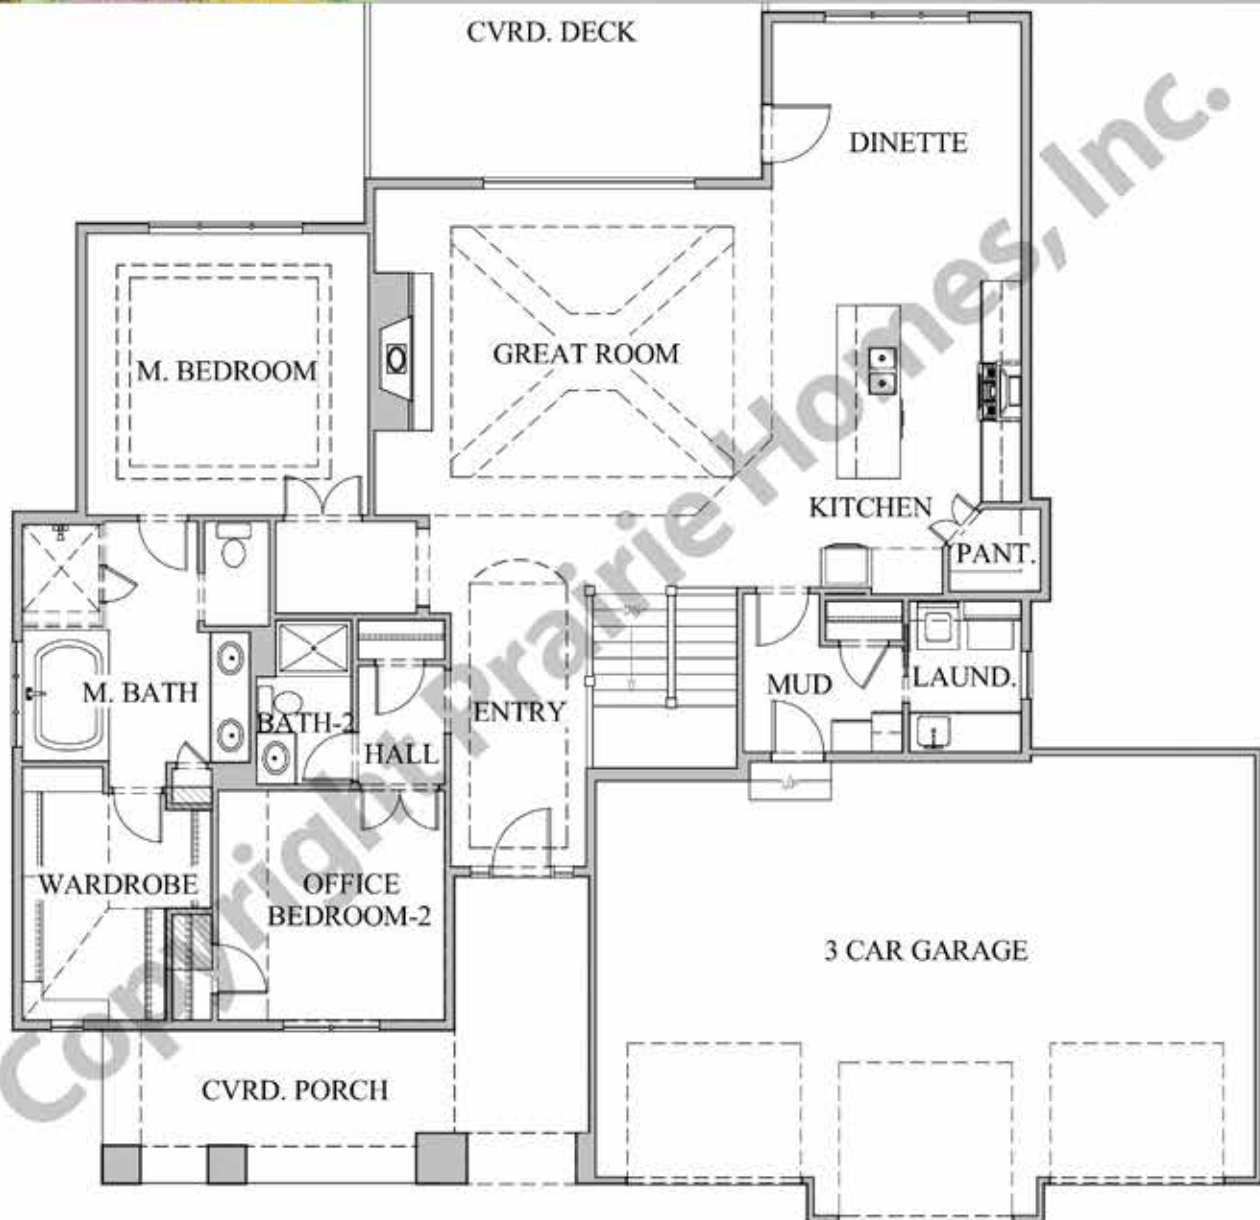 CVRD. DECK
DINETTE
GREAT ROOM
M. BEDROOM
KITCHEN
PANT.
M. BATH
BATH-2
HALL
ENTRY
MUD
LAUND.
WARDROBE
OFFICE
BEDROOM-2
3 CAR GARAGE
CVRD. PORCH
Copyright Prairie Homes, Inc.